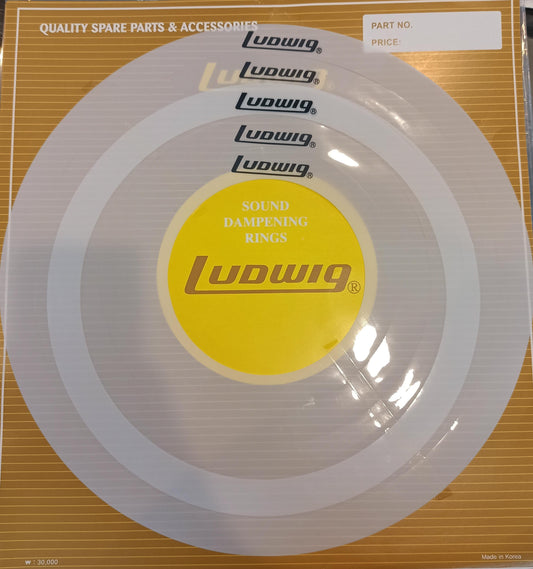 QUALITY SPARE PARTS & ACCESSORIES
PART NO.
PRICE:
LUDWIG®
LUDWIG®
LUDWIG®
LUDWIG®
LUDWIG®
LUDWIG®
SOUND
DAMPENING
RINGS
LUDWIG®
₩ : 30,000
Made in Korea